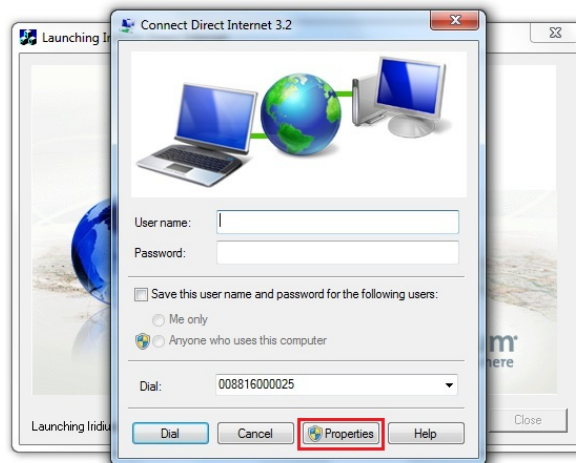 Launching Ir
Connect Direct Internet 3.2
User name:
Password:
Save this user name and password for the following users:
Me only
Anyone who uses this computer
Dial:
008816000025
Dial
Cancel
Properties
Help
Launching Iridiu
Close
m
here